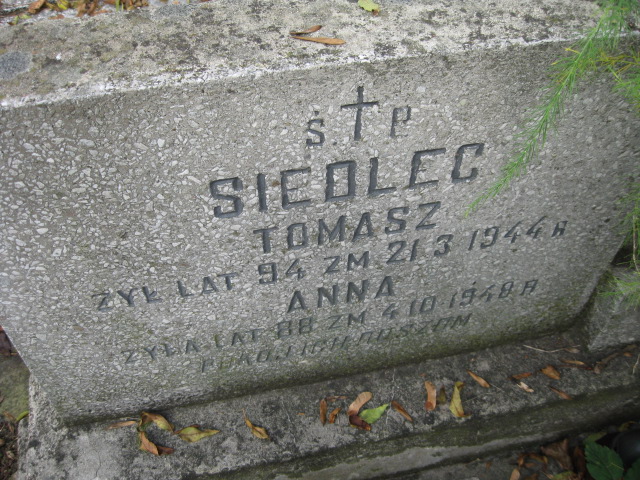 Ś. † P
SIEDLEC
TOMASZ
ŻYŁ LAT 94 ZM 21 3 1944 R
ANNA
ŻYŁA LAT 88 ZM 4 10 1948 R
POKÓJ ICH DUSZOM